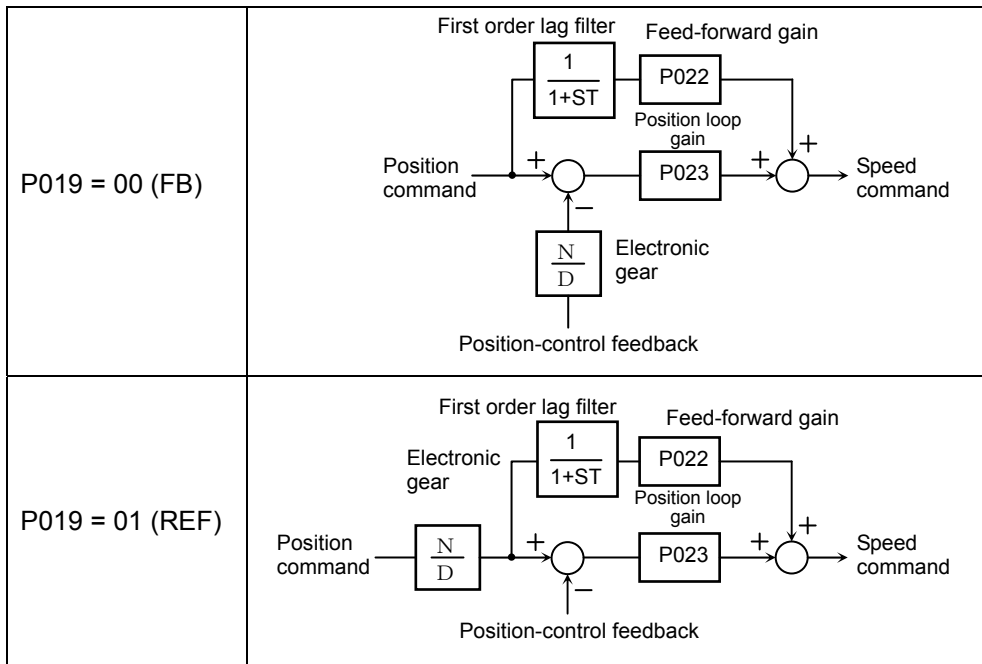 P019 = 00 (FB)
First order lag filter
Feed-forward gain
1
1+ST
P022
Position loop
gain
Position
command
+
P023
+
+
Speed
command
−
N
D
Electronic
gear
Position-control feedback
P019 = 01 (REF)
First order lag filter
Feed-forward gain
Electronic
gear
1
1+ST
P022
Position loop
gain
Position
command
N
D
+
P023
+
+
Speed
command
−
Position-control feedback